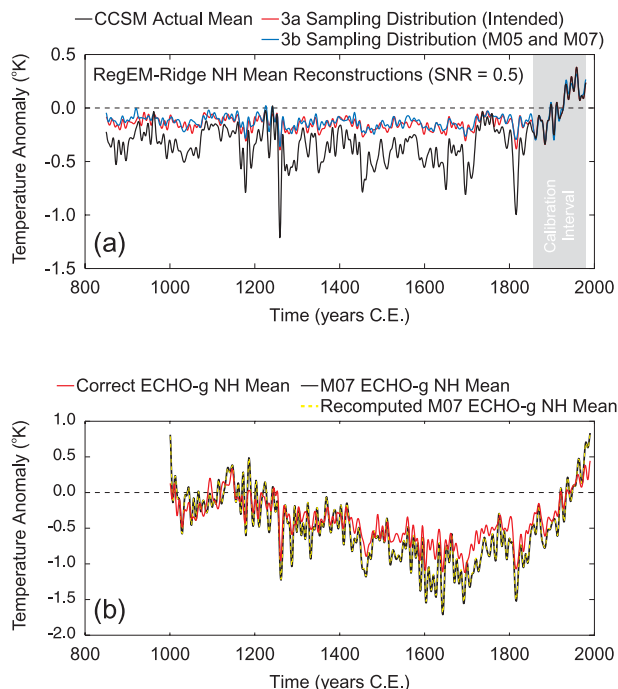 CCSM Actual Mean
3a Sampling Distribution (Intended)
3b Sampling Distribution (M05 and M07)
RegEM-Ridge NH Mean Reconstructions (SNR = 0.5)
Temperature Anomaly (°K)
0.5
0.0
-0.5
-1.0
-1.5
(a)
Calibration
Interval
800 1000 1200 1400 1600 1800 2000
Time (years C.E.)
Correct ECHO-g NH Mean
M07 ECHO-g NH Mean
Recomputed M07 ECHO-g NH Mean
Temperature Anomaly (°K)
1.0
0.5
0.0
-0.5
-1.0
-1.5
-2.0
(b)
800 1000 1200 1400 1600 1800 2000
Time (years C.E.)